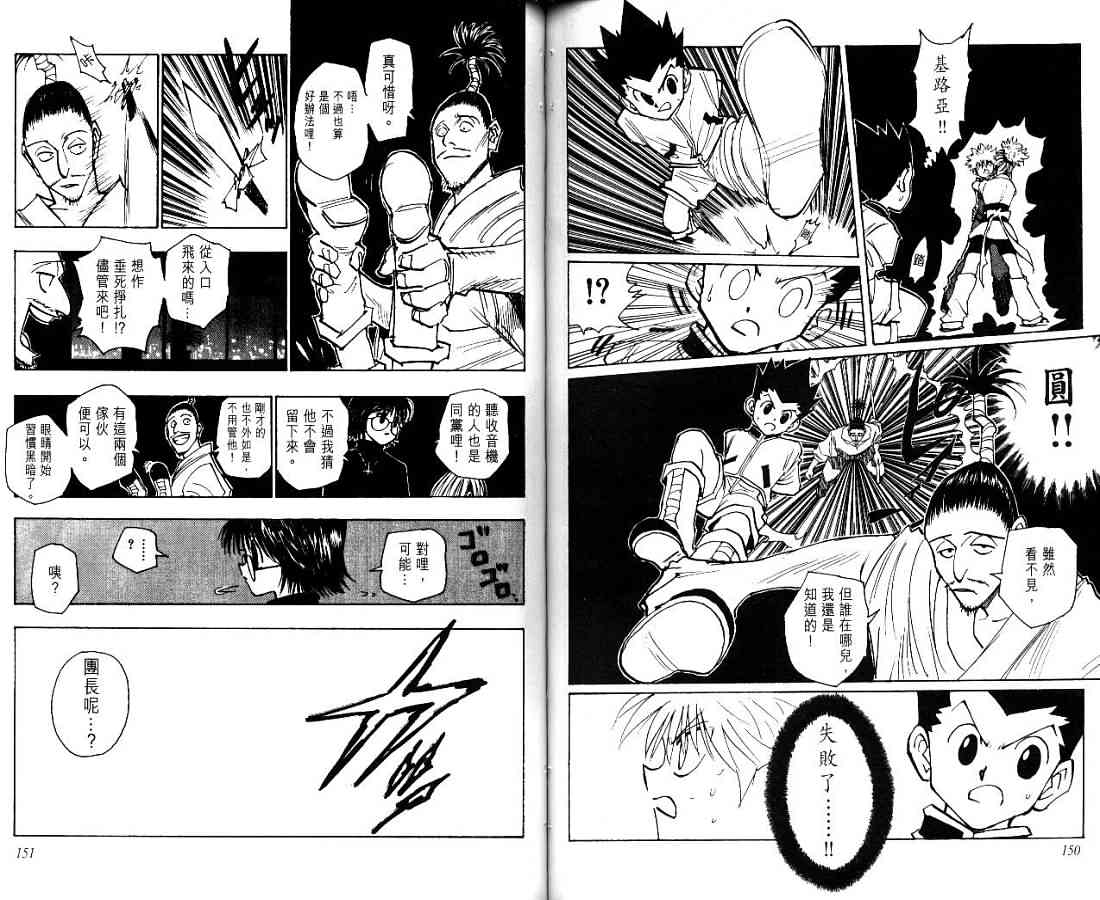 基路亞!!
踏
!?
圓!!
雖然
看不見，
但誰在哪兒，
我還是
知道的！
失敗了………!!
150
真可惜呀。
唔…
不過也算
是個
好辦法哩！
咔
從入口
飛來的嗎…
想作
垂死掙扎!?
儘管來吧！
聽收音機
的人也是
同黨哩！
不過我猜
他不會
留下來。
剛才的
也不外如是，
不用管他！
有這兩個
傢伙
便可以。
眼睛開始
習慣黑暗了。
ゴロゴロ
對哩，
可能…
……?
咦？
團長呢…?
151